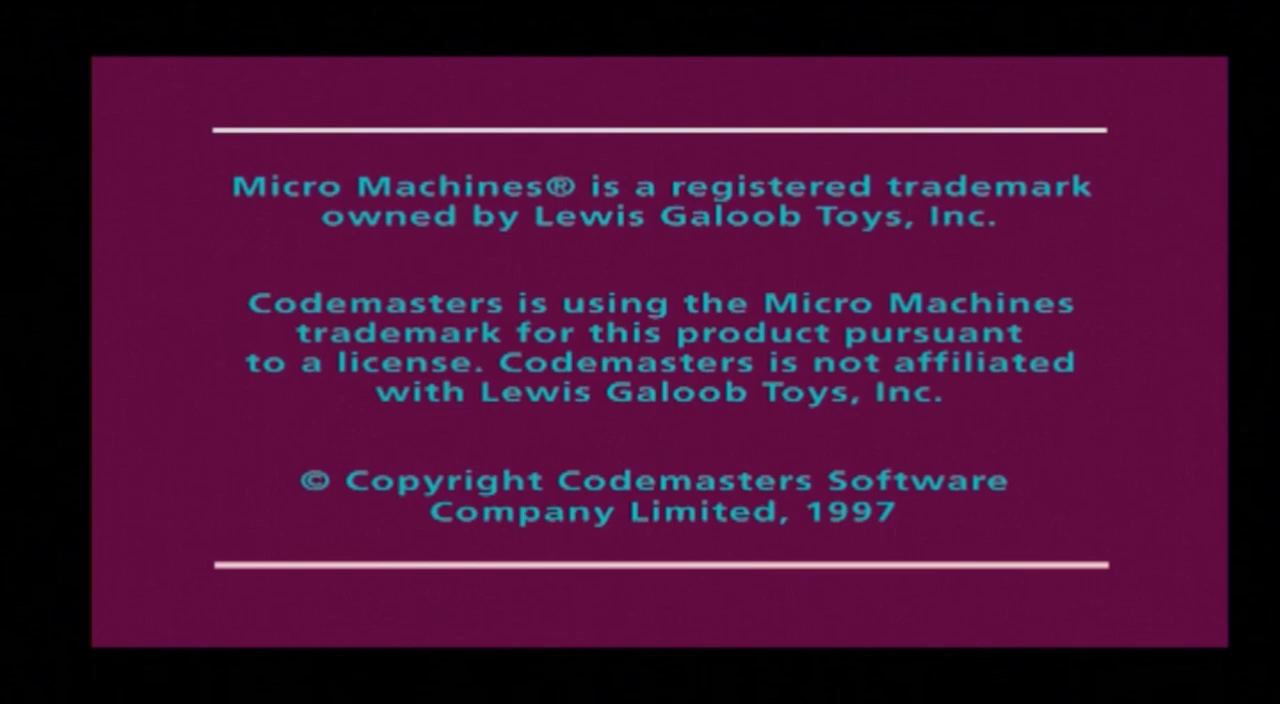 Micro Machines® is a registered trademark
owned by Lewis Galoob Toys, Inc.
Codemasters is using the Micro Machines
trademark for this product pursuant
to a license. Codemasters is not affiliated
with Lewis Galoob Toys, Inc.
© Copyright Codemasters Software
Company Limited, 1997